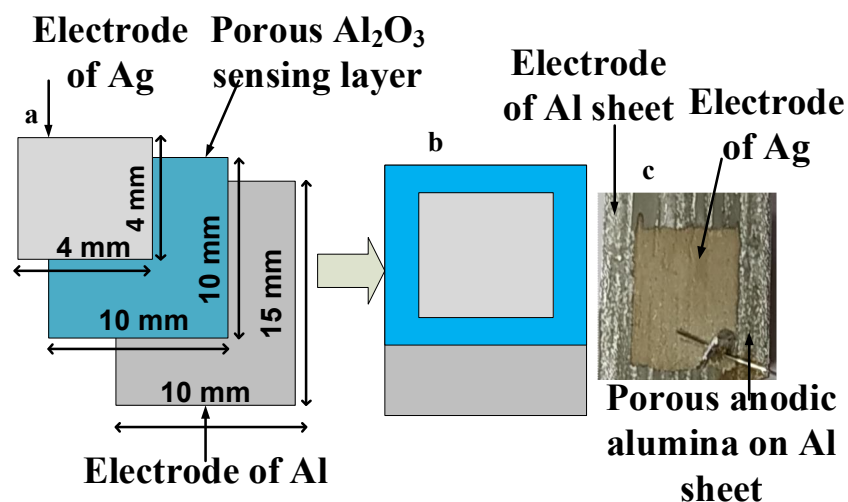 Electrode
of Ag
Porous Al₂O₃
sensing layer
a
4 mm
4 mm
10 mm
10 mm
15 mm
10 mm
Electrode of Al
b
Electrode
of Al sheet
Electrode
of Ag
c
Porous anodic
alumina on Al
sheet